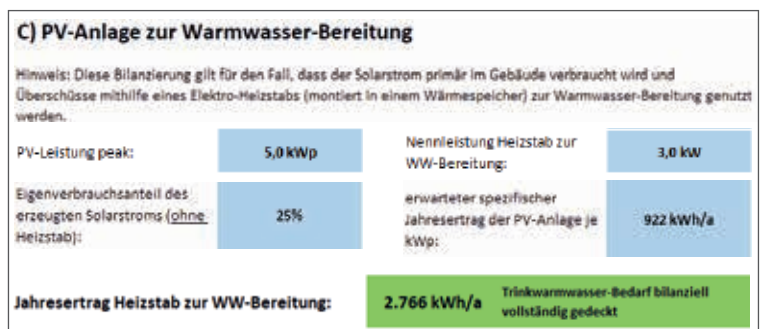 C) PV-Anlage zur Warmwasser-Bereitung
Hinweis: Diese Bilanzierung gilt für den Fall, dass der Solarstrom primär im Gebäude verbraucht wird und
Überschüsse mithilfe eines Elektro-Heizstabs (montiert in einem Wärmespeicher) zur Warmwasser-Bereitung genutzt
werden.
PV-Leistung peak:
5,0 kWp
Nennleistung Heizstab zur
WW-Bereitung:
3,0 kW
Eigenverbrauchsanteil des
erzeugten Solarstroms (ohne
Heizstab):
25%
erwarteter spezifischer
Jahresertrag der PV-Anlage je
kWp:
922 kWh/a
Jahresertrag Heizstab zur WW-Bereitung:
2.766 kWh/a
Trinkwarmwasser-Bedarf bilanziell
vollständig gedeckt